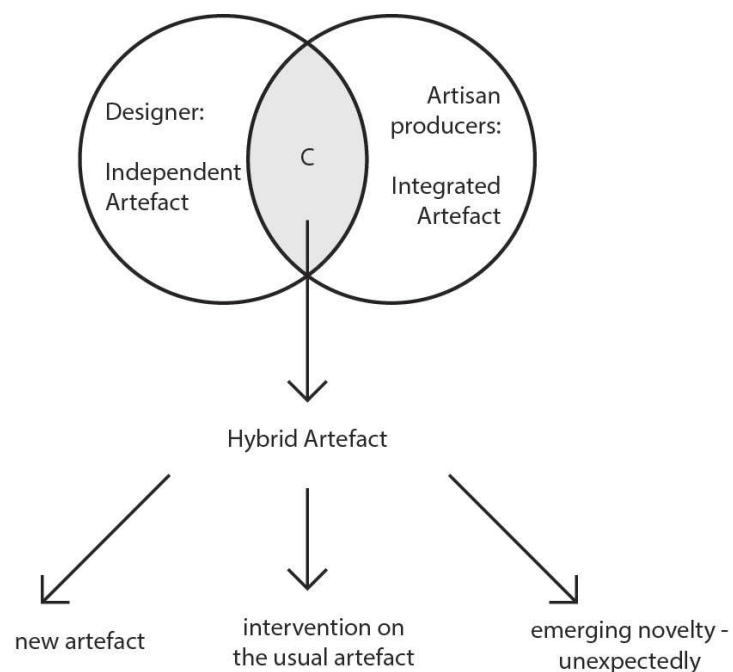 Designer:
Independent
Artefact
C
Artisan
producers:
Integrated
Artefact
Hybrid Artefact
new artefact
intervention on
the usual artefact
emerging novelty -
unexpectedly